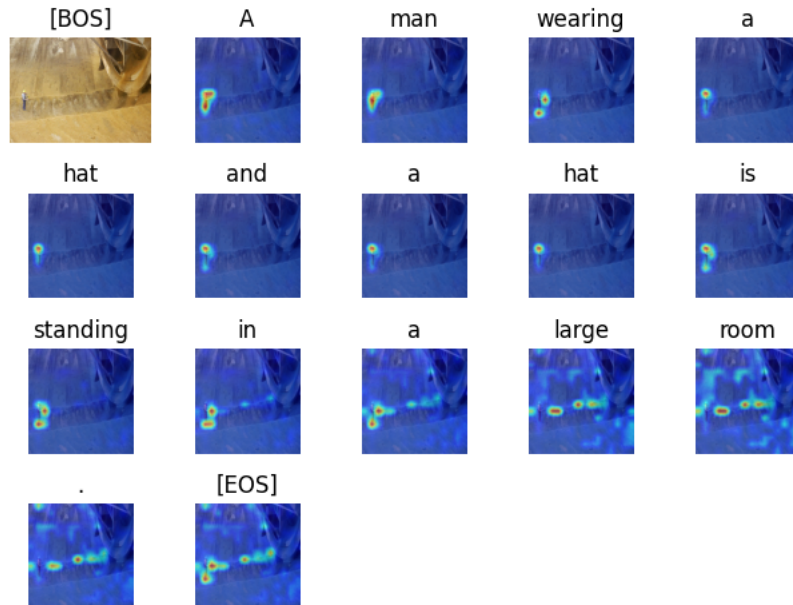 [BOS] A man wearing a
hat and a hat is
standing in a large room
. [EOS]